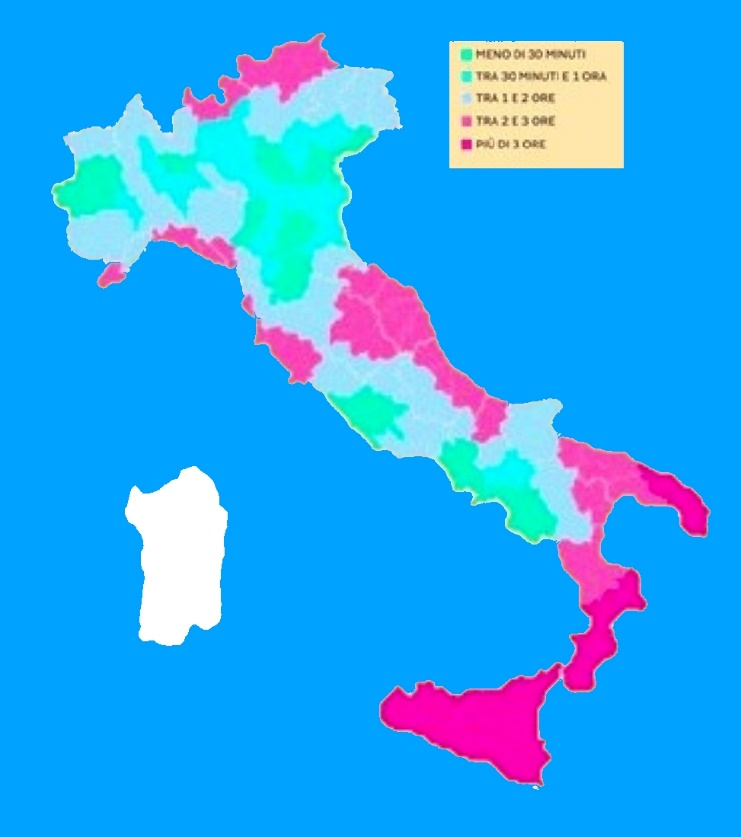 MENO DI 30 MINUTI
TRA 30 MINUTI E 1 ORA
TRA 1 E 2 ORE
TRA 2 E 3 ORE
PIÙ DI 3 ORE